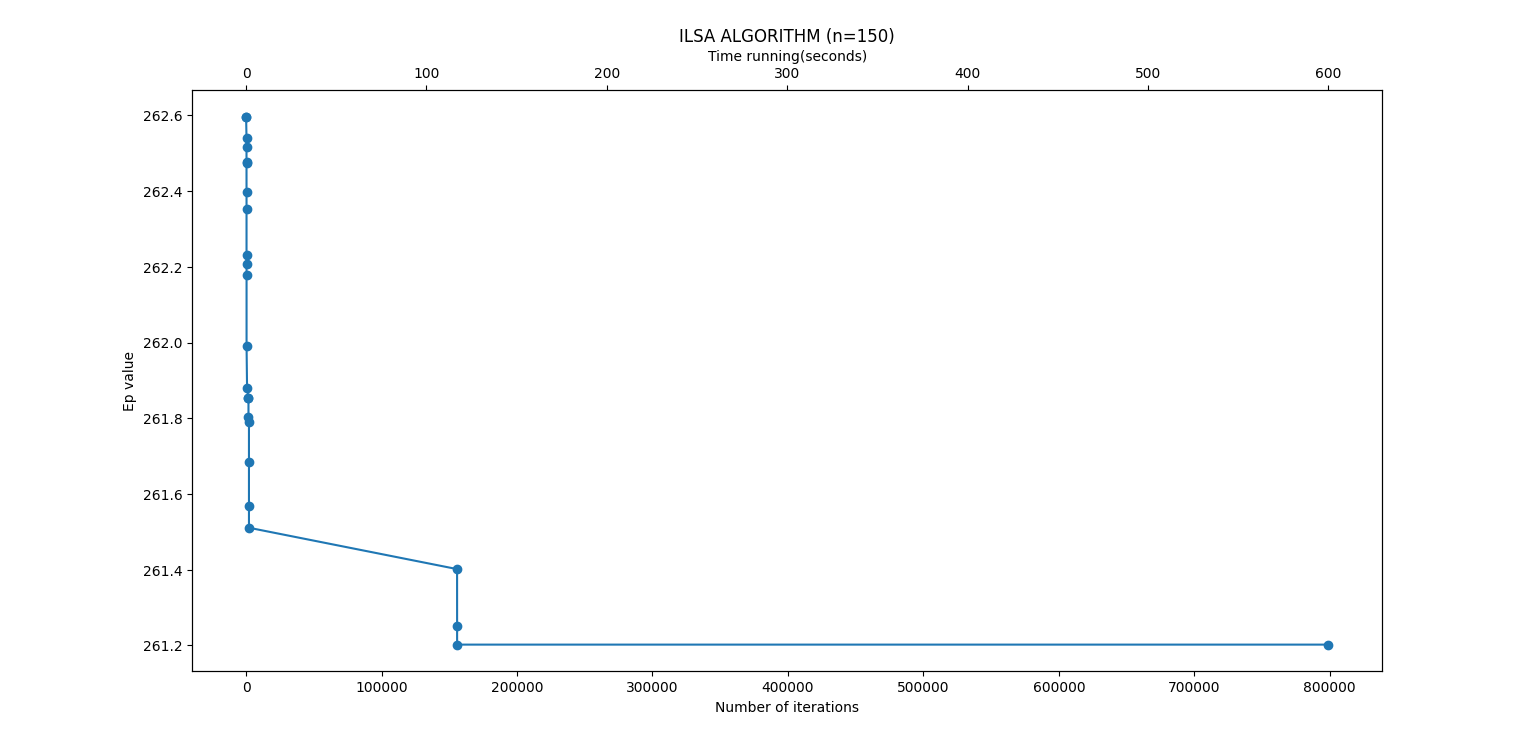 ILSA ALGORITHM (n=150)
Time running(seconds)
0 100 200 300 400 500 600
262.6
262.4
262.2
262.0
261.8
261.6
261.4
261.2
Ep value
0 100000 200000 300000 400000 500000 600000 700000 800000
Number of iterations